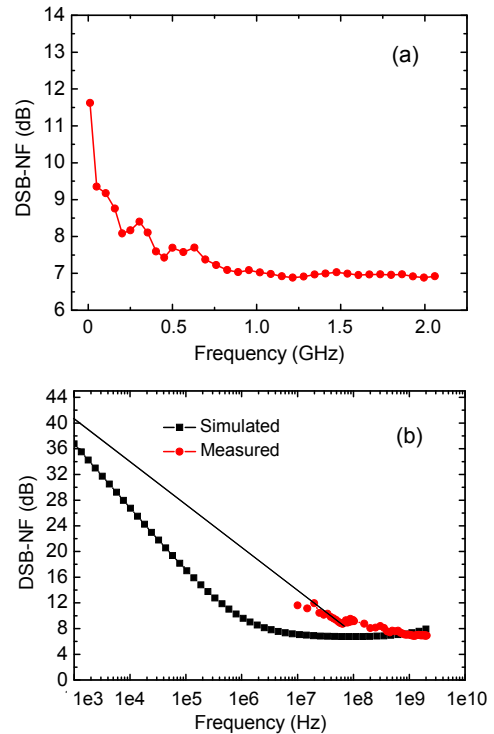 14
13
12
11
10
9
8
7
6
DSB-NF (dB)
(a)
0
0.5
1.0
1.5
2.0
Frequency (GHz)
44
40
36
32
28
24
20
16
12
8
4
0
DSB-NF (dB)
Simulated
Measured
(b)
1e3
1e4
1e5
1e6
1e7
1e8
1e9
1e10
Frequency (Hz)